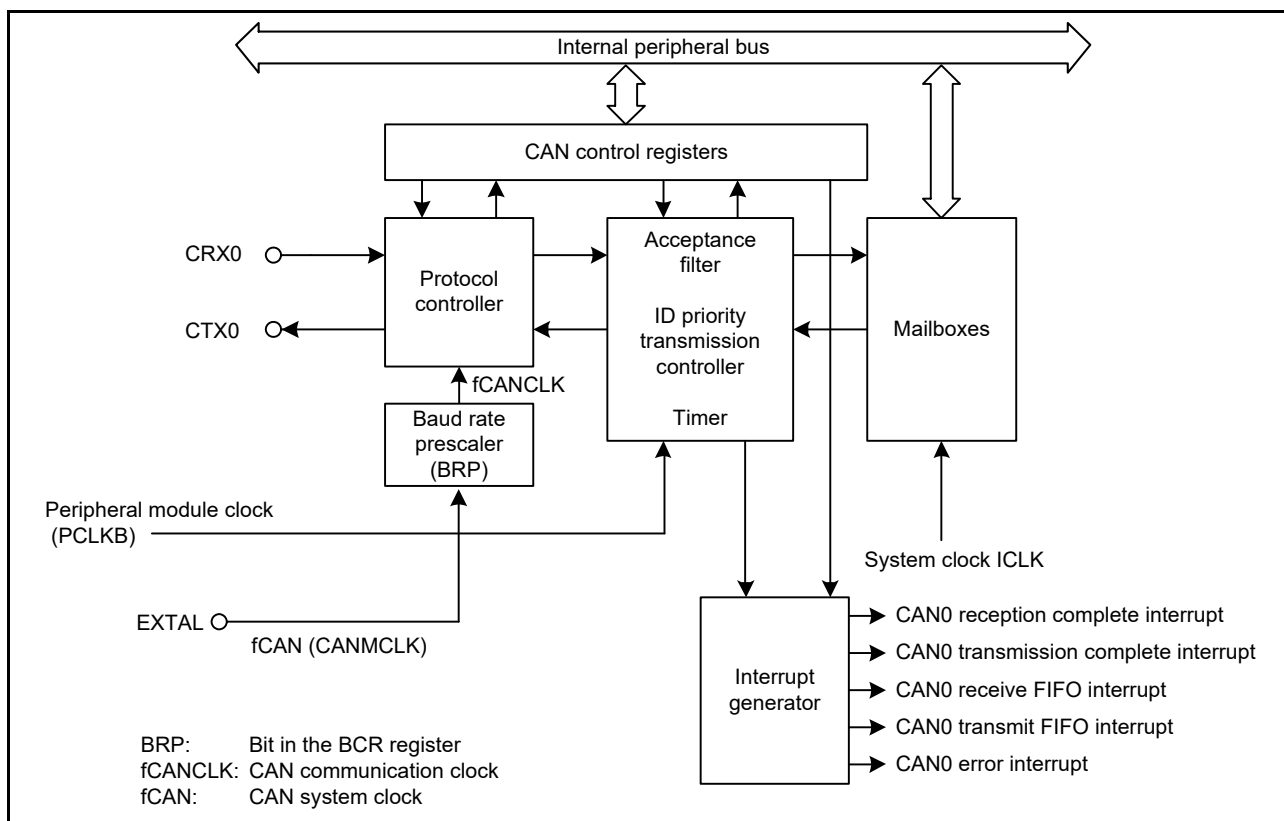 Internal peripheral bus
CAN control registers
CRX0
CTX0
Protocol
controller
Acceptance
filter
ID priority
transmission
controller
Timer
Mailboxes
fCANCLK
Baud rate
prescaler
(BRP)
Peripheral module clock
(PCLKB)
System clock ICLK
EXTAL
fCAN (CANMCLK)
Interrupt
generator
CAN0 reception complete interrupt
CAN0 transmission complete interrupt
CAN0 receive FIFO interrupt
CAN0 transmit FIFO interrupt
CAN0 error interrupt
BRP: Bit in the BCR register
fCANCLK: CAN communication clock
fCAN: CAN system clock